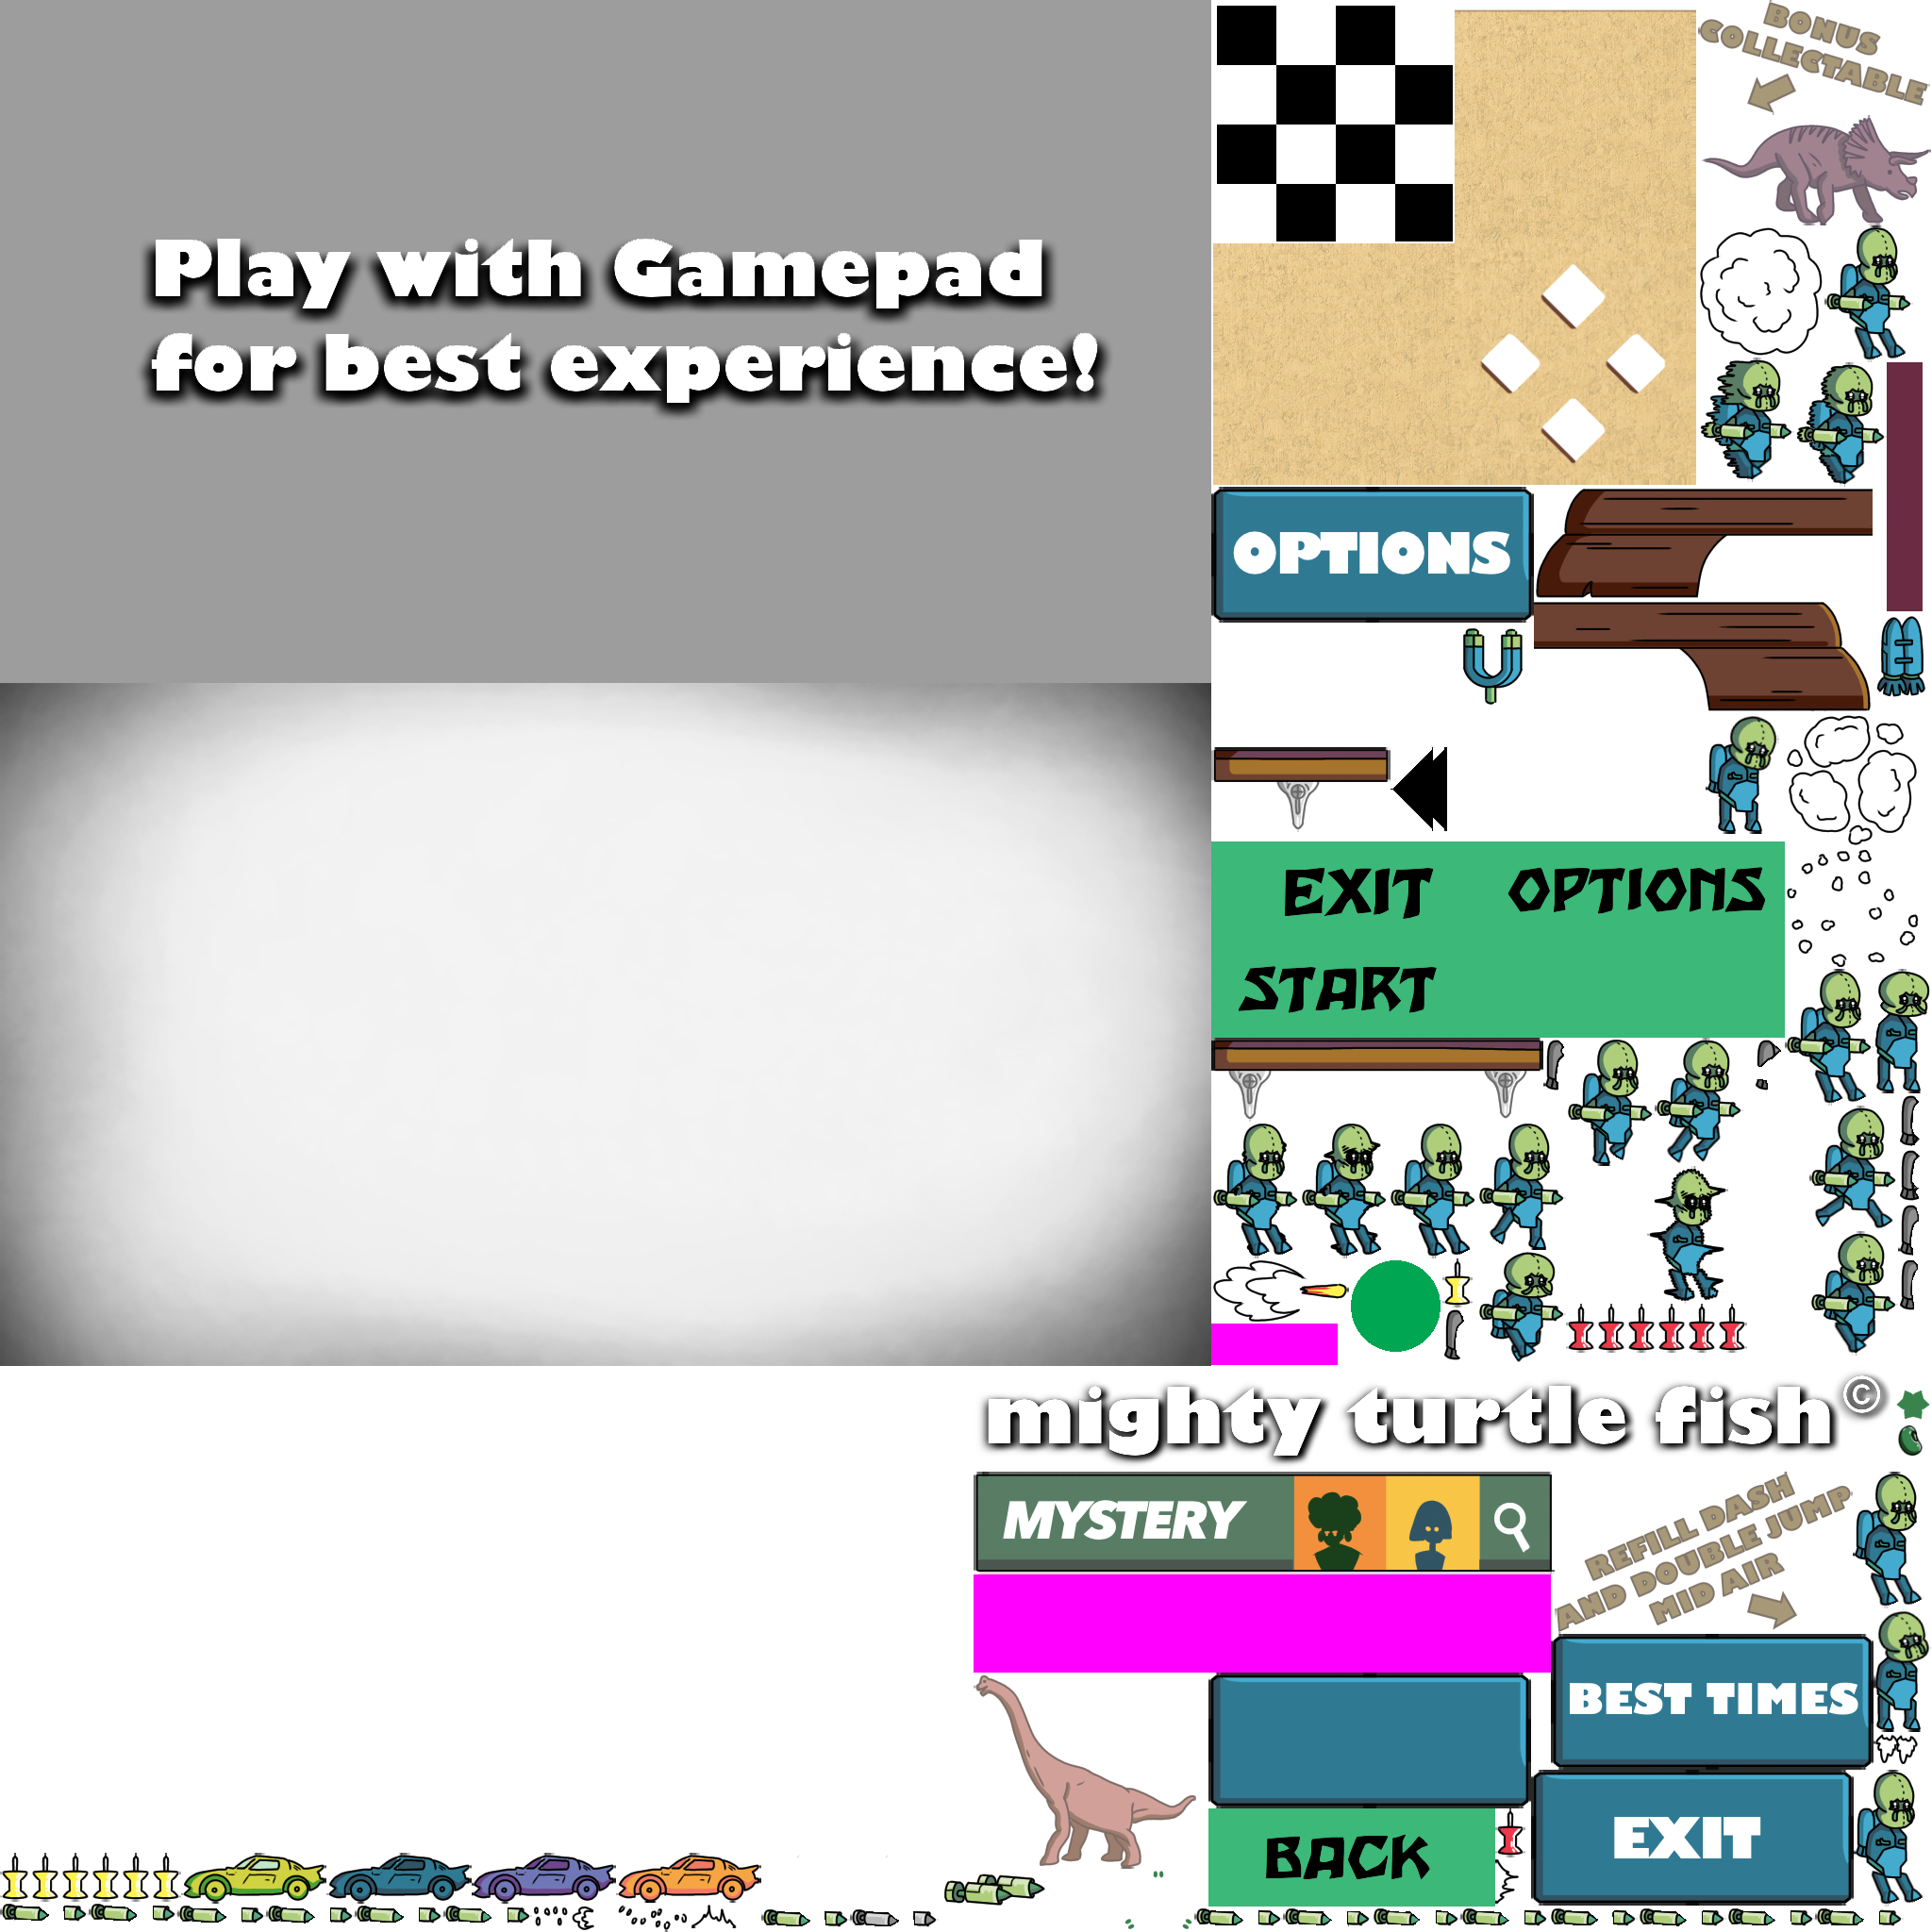 Play with Gamepad
for best experience!
BONUS
COLLECTABLE
OPTIONS
EXIT OPTIONS
START
mighty turtle fish©
MYSTERY
REFILL DASH
AND DOUBLE JUMP
MID AIR
BEST TIMES
EXIT
BACK